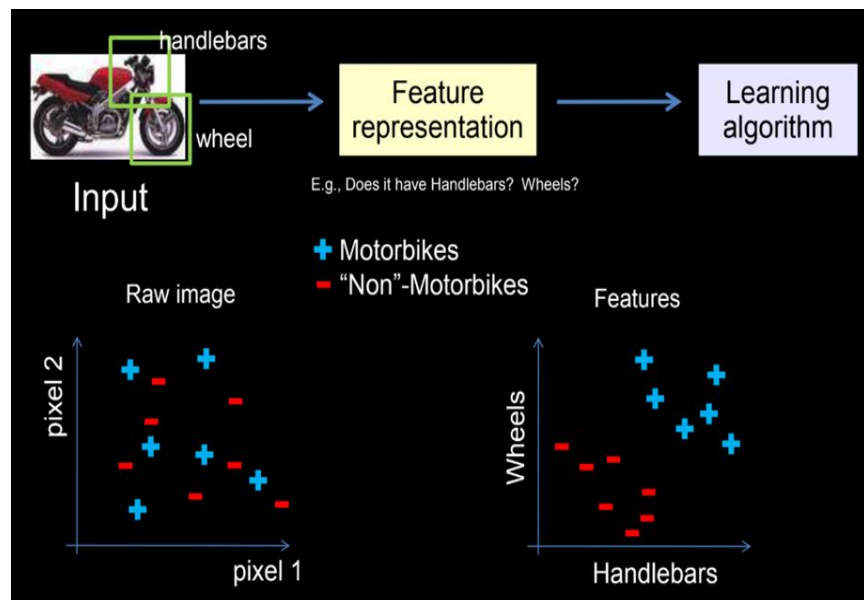 handlebars
wheel
Input
Feature
representation
Learning
algorithm
E.g., Does it have Handlebars? Wheels?
Motorbikes
“Non”-Motorbikes
Raw image
pixel 2
pixel 1
Features
Wheels
Handlebars